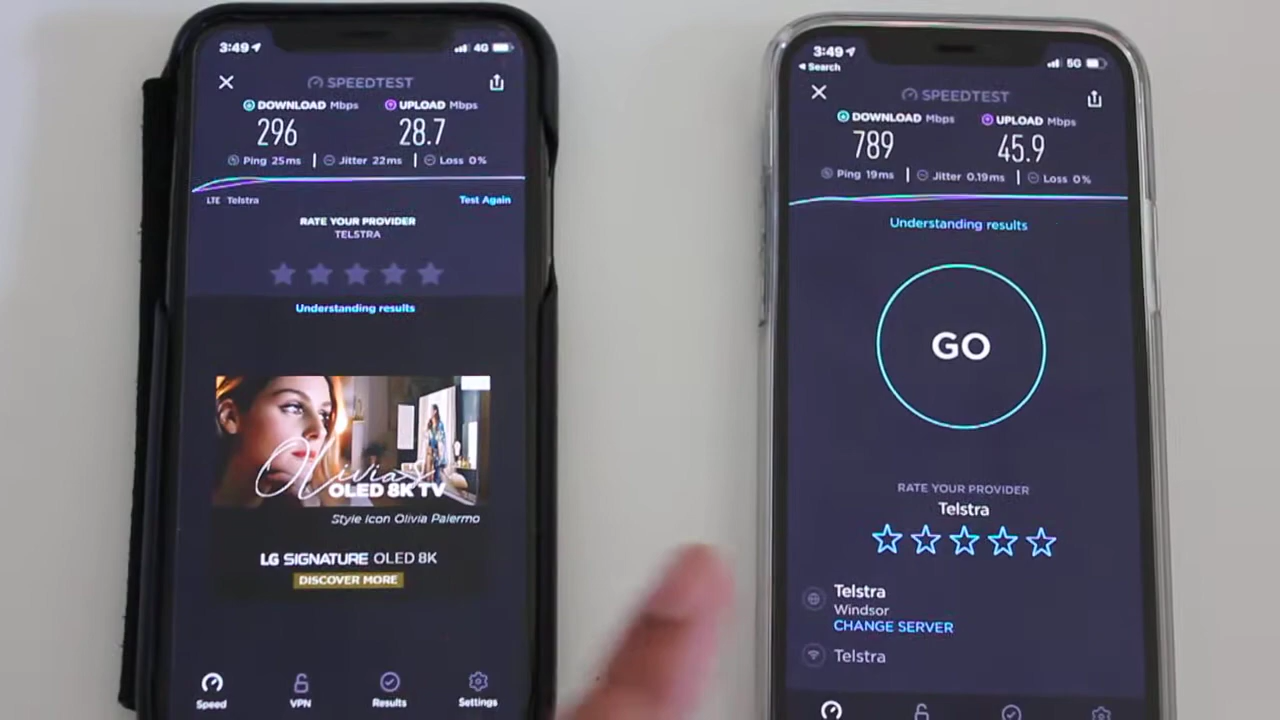 3:49
4G
SPEEDTEST
DOWNLOAD Mbps
UPLOAD Mbps
296
28.7
Ping 25ms
Jitter 22ms
Loss 0%
LTE Telstra
Test Again
RATE YOUR PROVIDER
TELSTRA
Understanding results
Olivia's
OLED 8K TV
Style Icon Olivia Palermo
LG SIGNATURE OLED 8K
DISCOVER MORE
Speed
VPN
Results
Settings
3:49
5G
Search
SPEEDTEST
DOWNLOAD Mbps
UPLOAD Mbps
789
45.9
Ping 19ms
Jitter 0.19ms
Loss 0%
Understanding results
GO
RATE YOUR PROVIDER
Telstra
Telstra
Windsor
CHANGE SERVER
Telstra